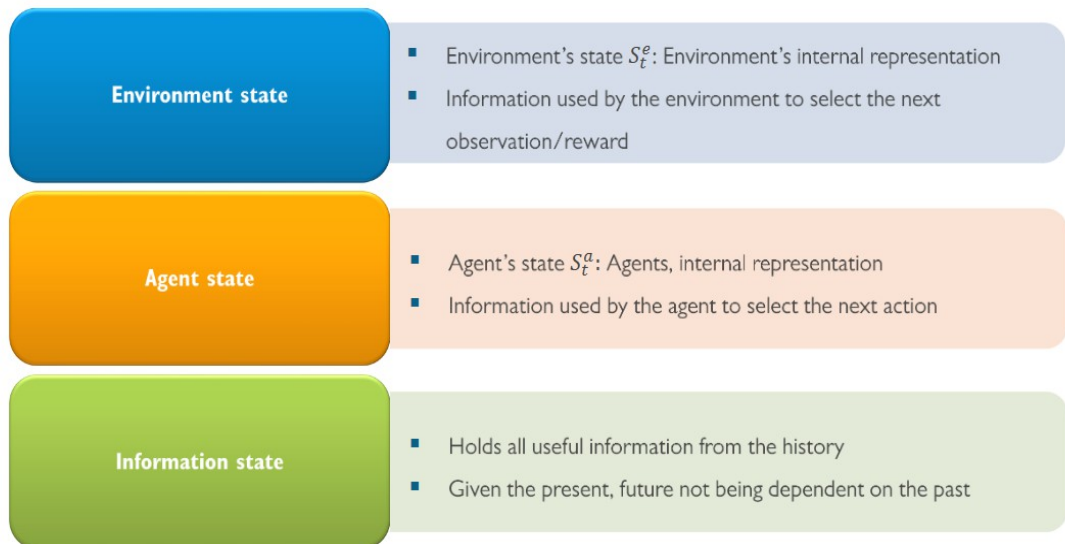 Environment state
▪ Environment's state Sₜᵉ: Environment's internal representation
▪ Information used by the environment to select the next
observation/reward
Agent state
▪ Agent's state Sₜᵃ: Agents, internal representation
▪ Information used by the agent to select the next action
Information state
▪ Holds all useful information from the history
▪ Given the present, future not being dependent on the past